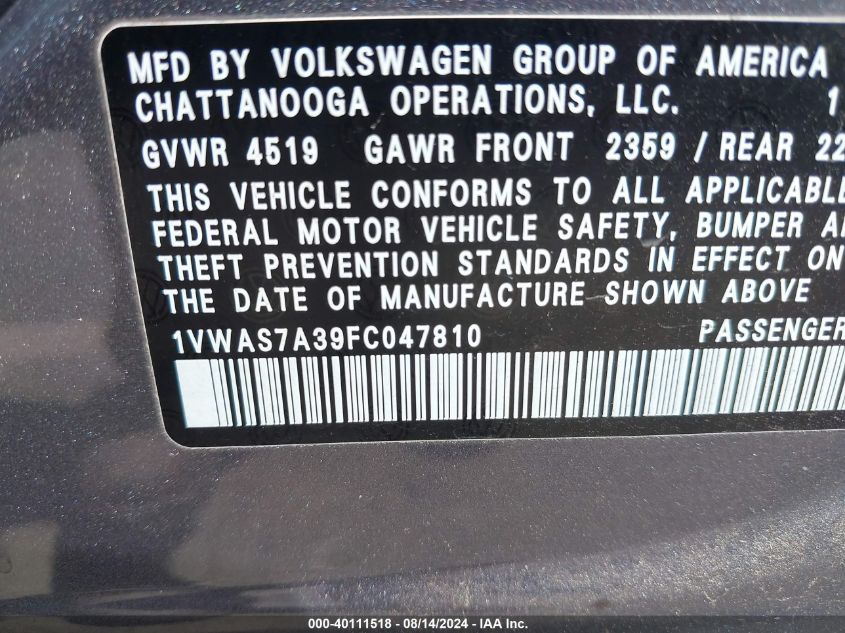 MFD BY VOLKSWAGEN GROUP OF AMERICA
CHATTANOOGA OPERATIONS, LLC. 1
GVWR 4519 GAWR FRONT 2359 / REAR 22
THIS VEHICLE CONFORMS TO ALL APPLICABLE
FEDERAL MOTOR VEHICLE SAFETY, BUMPER A
THEFT PREVENTION STANDARDS IN EFFECT ON
THE DATE OF MANUFACTURE SHOWN ABOVE
1VWAS7A39FC047810 PASSENGER
000-40111518 - 08/14/2024 - IAA Inc.